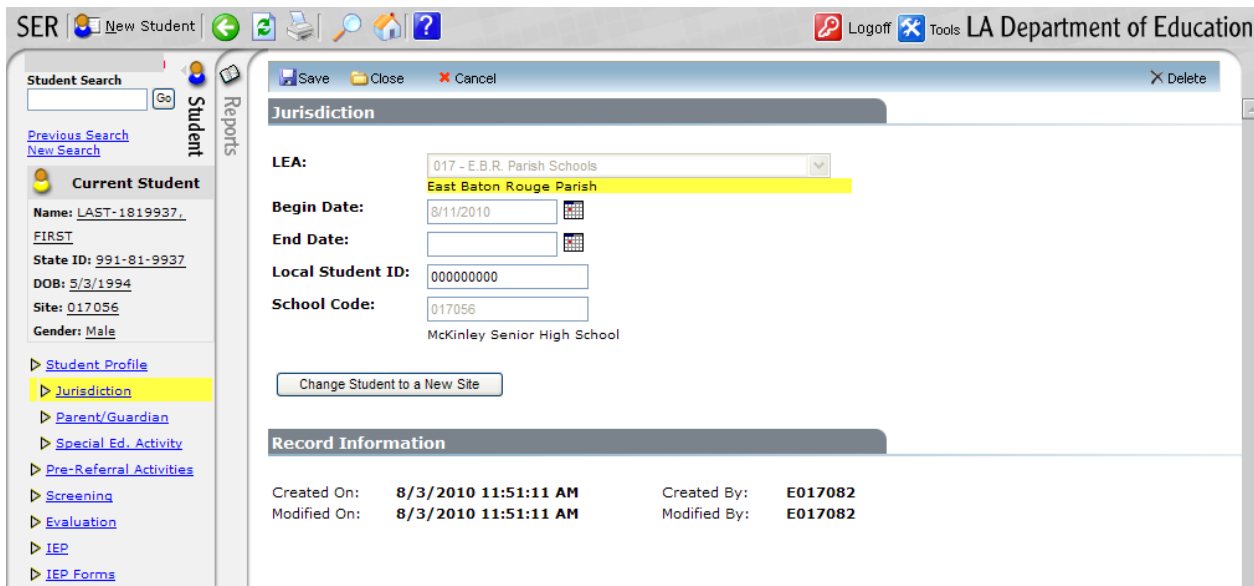 SER New Student ? Logoff Tools LA Department of Education
Student Search
Go
Previous Search
New Search
Student
Reports
Current Student
Name: LAST-1819937,
FIRST
State ID: 991-81-9937
DOB: 5/3/1994
Site: 017056
Gender: Male
Student Profile
Jurisdiction
Parent/Guardian
Special Ed. Activity
Pre-Referral Activities
Screening
Evaluation
IEP
IEP Forms
Save Close Cancel Delete
Jurisdiction
LEA: 017 - E.B.R. Parish Schools
East Baton Rouge Parish
Begin Date: 8/11/2010
End Date:
Local Student ID: 000000000
School Code: 017056
McKinley Senior High School
Change Student to a New Site
Record Information
Created On: 8/3/2010 11:51:11 AM Created By: E017082
Modified On: 8/3/2010 11:51:11 AM Modified By: E017082